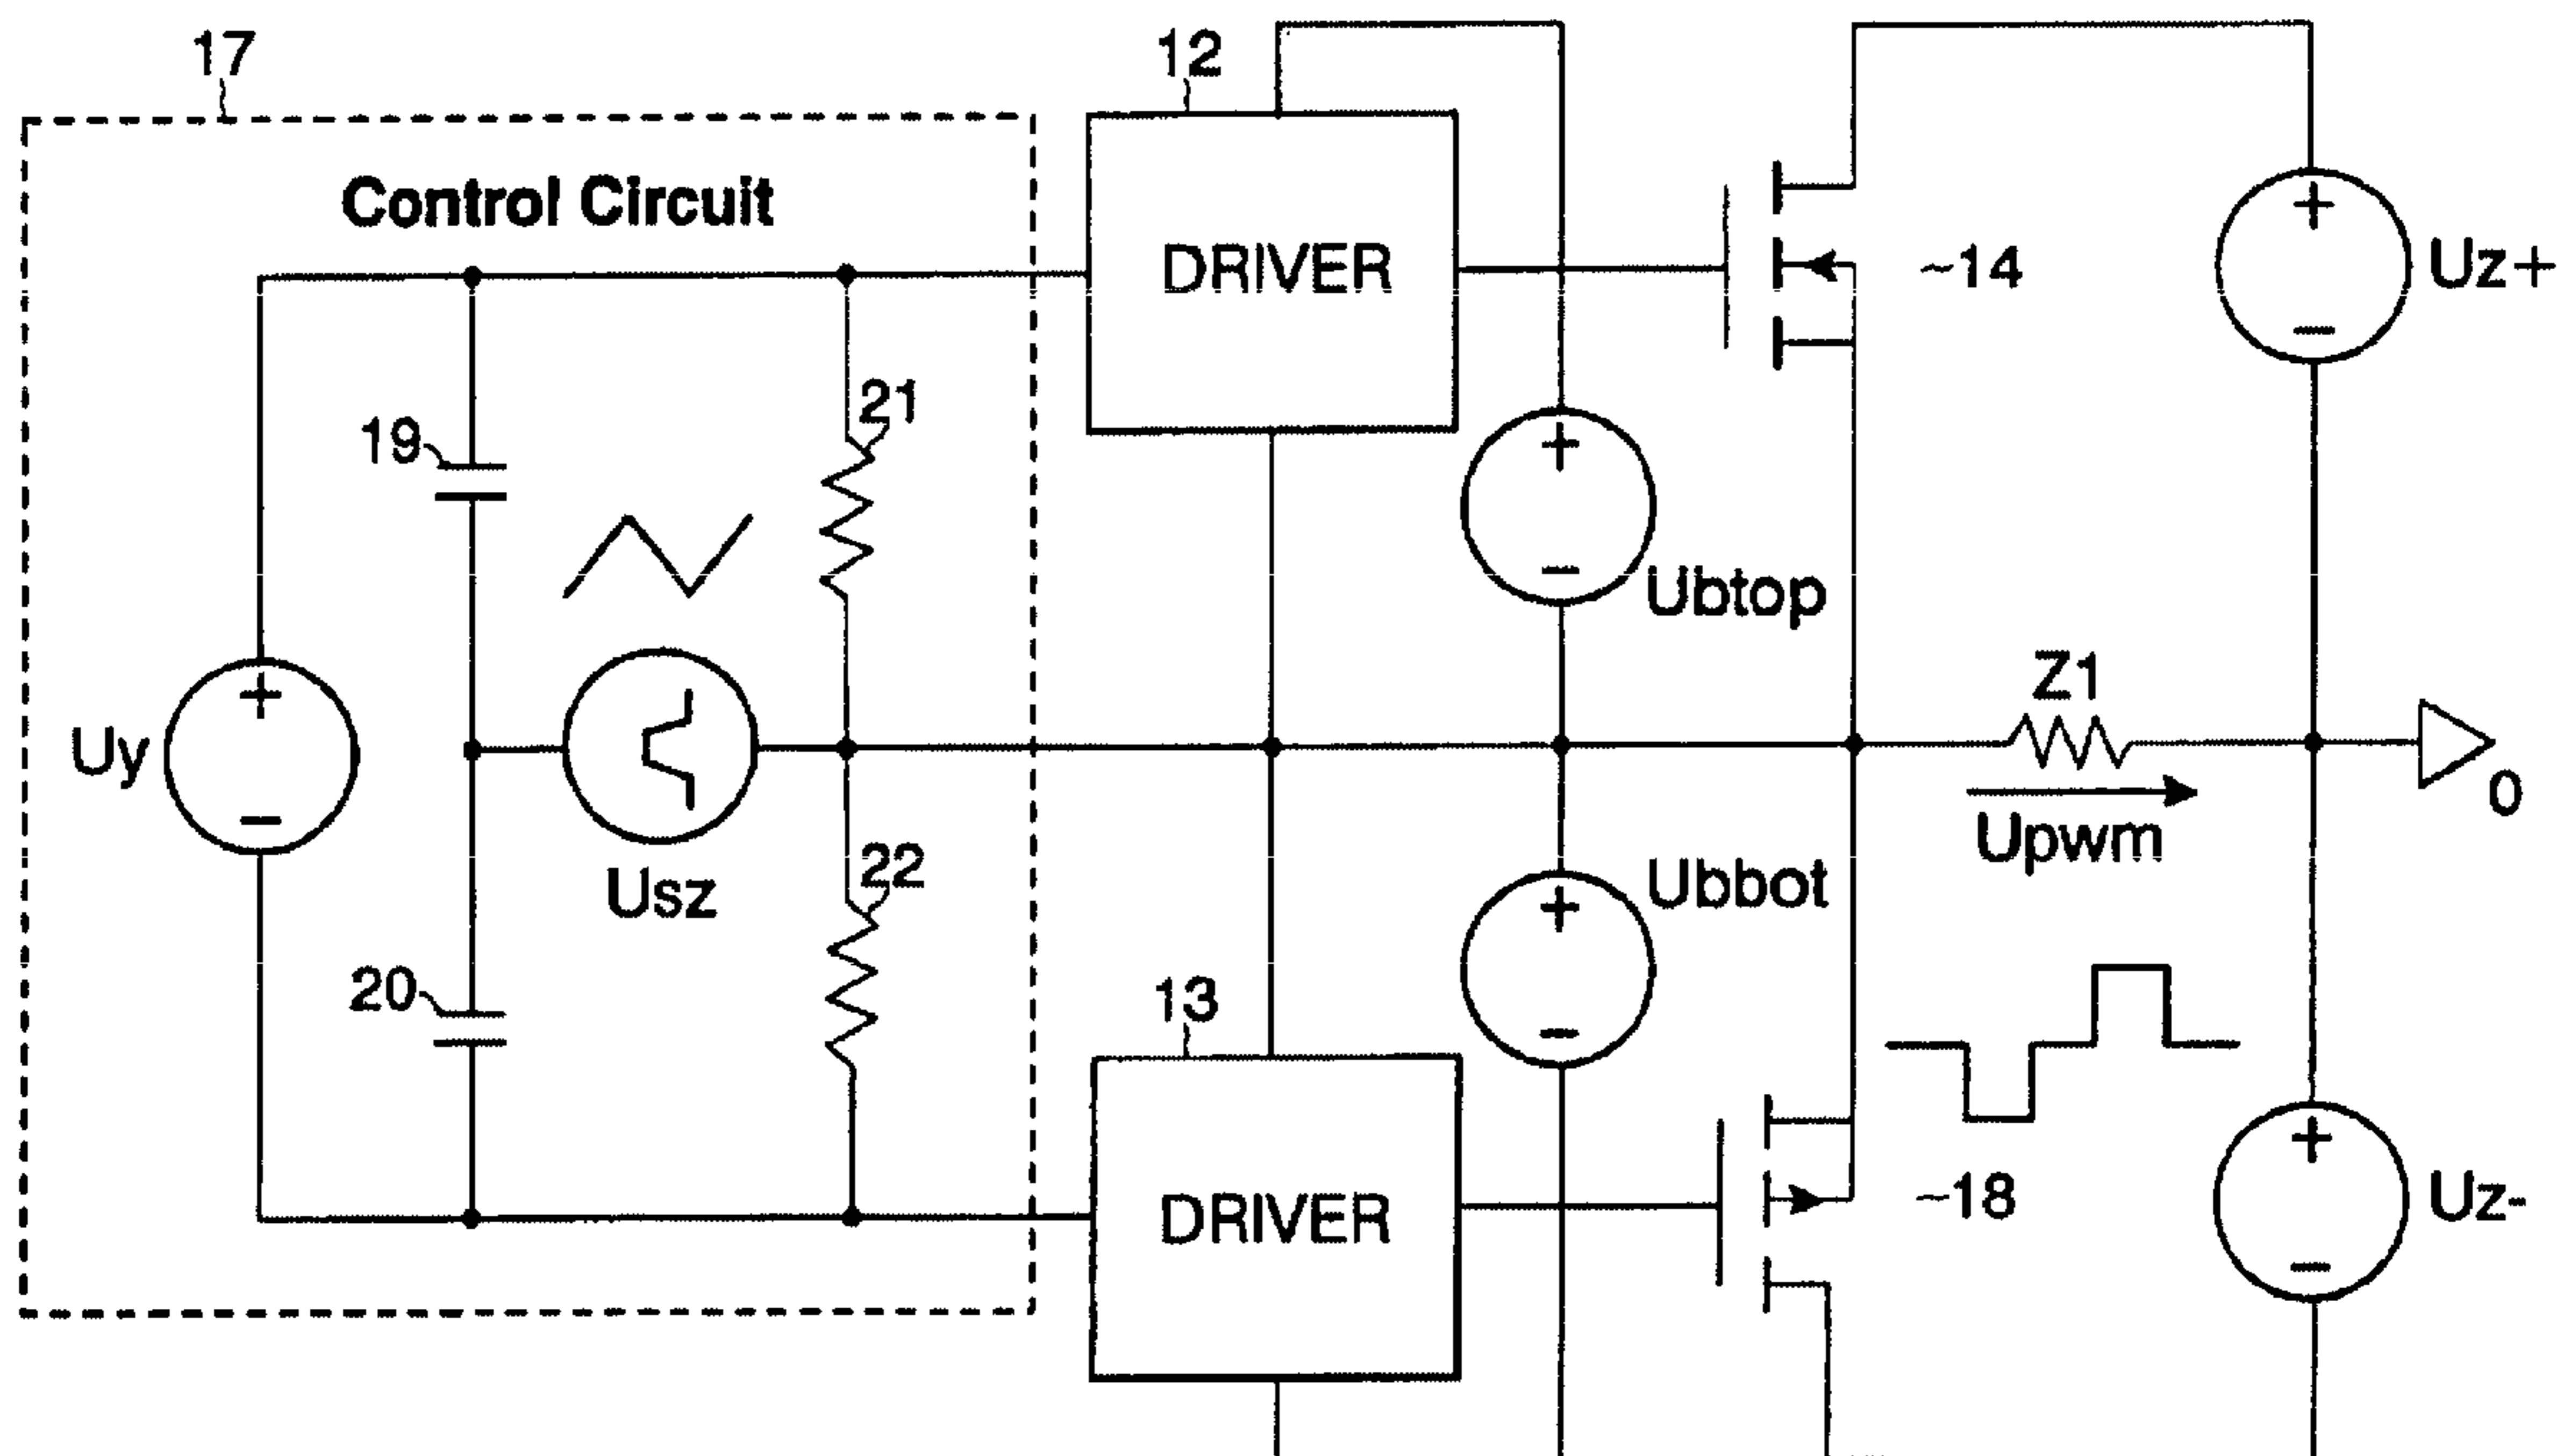 17
12
Control Circuit
DRIVER
~14
Uz+
21
19
Ubtop
Z1
Uy
0
Upwm
Usz
22
Ubbot
20
13
DRIVER
~18
Uz-